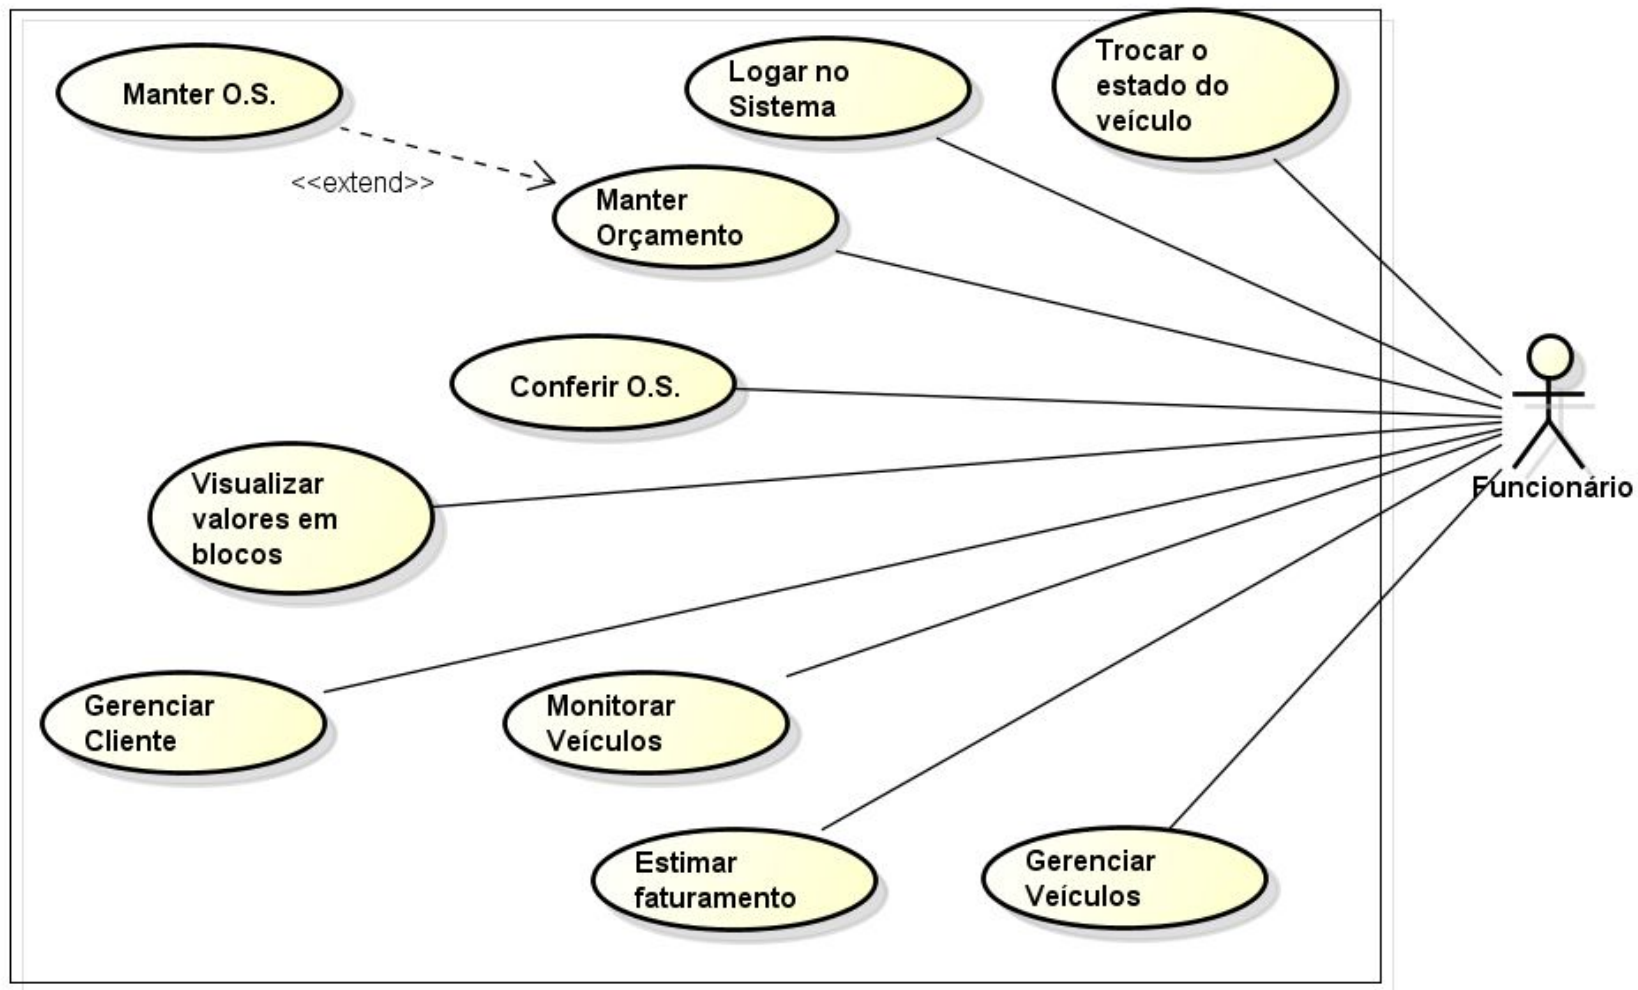 Manter O.S.
Logar no
Sistema
Trocar o
estado do
veículo
<<extend>>
Manter
Orçamento
Conferir O.S.
Visualizar
valores em
blocos
Funcionário
Gerenciar
Cliente
Monitorar
Veículos
Estimar
faturamento
Gerenciar
Veículos